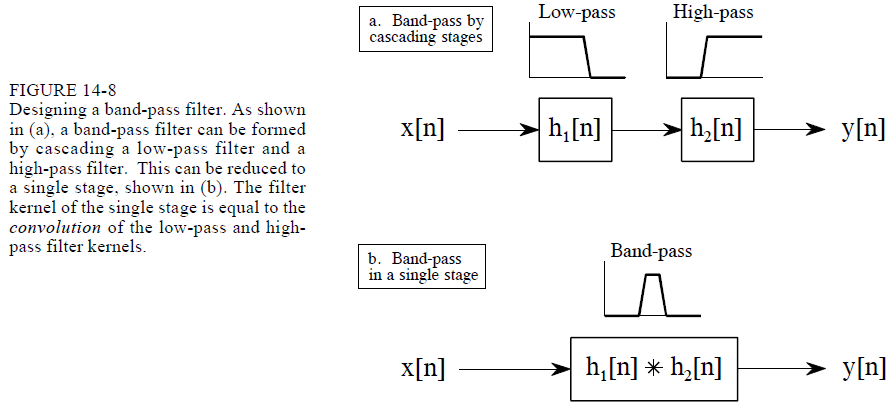 FIGURE 14-8
Designing a band-pass filter. As shown
in (a), a band-pass filter can be formed
by cascading a low-pass filter and a
high-pass filter.  This can be reduced to
a single stage, shown in (b). The filter
kernel of the single stage is equal to the
convolution of the low-pass and high-
pass filter kernels.
a.  Band-pass by
cascading stages
Low-pass
High-pass
x[n]
h₁[n]
h₂[n]
y[n]
b.  Band-pass
in a single stage
Band-pass
x[n]
h₁[n] ∗ h₂[n]
y[n]